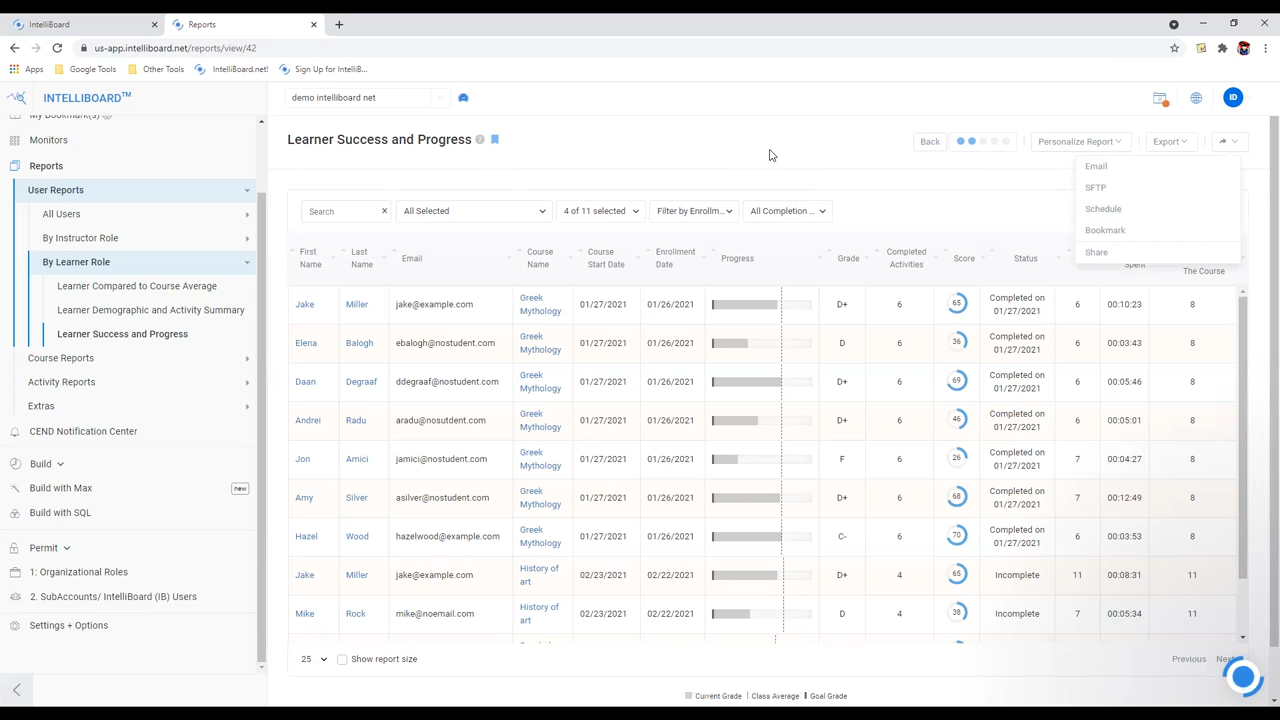 IntelliBoard
Reports
us-app.intelliboard.net/reports/view/42
Apps Google Tools Other Tools IntelliBoard.net! Sign up for IntelliB...
INTELLIBOARD™
demo intelliboard net
ID
My Bookmark(s)
Monitors
Reports
User Reports
All Users
By Instructor Role
By Learner Role
Learner Compared to Course Average
Learner Demographic and Activity Summary
Learner Success and Progress
Course Reports
Activity Reports
Extras
CEND Notification Center
Build
Build with Max new
Build with SQL
Permit
1: Organizational Roles
2. SubAccounts/ IntelliBoard (IB) Users
Settings + Options
Learner Success and Progress ?
Back Personalize Report Export
Email
SFTP
Schedule
Bookmark
Share
Search All Selected 4 of 11 selected Filter by Enrollm... All Completion ...
First Name Last Name Email Course Name Course Start Date Enrollment Date Progress Grade Completed Activities Score Status Spent The Course
Jake Miller jake@example.com Greek Mythology 01/27/2021 01/26/2021 D+ 6 65 Completed on 01/27/2021 6 00:10:23 8
Elena Balogh ebalogh@nostudent.com Greek Mythology 01/27/2021 01/26/2021 D 6 36 Completed on 01/27/2021 6 00:03:43 8
Daan Degraaf ddegraaf@nostudent.com Greek Mythology 01/27/2021 01/26/2021 D+ 6 69 Completed on 01/27/2021 6 00:05:46 8
Andrei Radu aradu@nosutdent.com Greek Mythology 01/27/2021 01/26/2021 D+ 6 46 Completed on 01/27/2021 6 00:05:01 8
Jon Amici jamici@nostudent.com Greek Mythology 01/27/2021 01/26/2021 F 6 26 Completed on 01/27/2021 7 00:04:27 8
Amy Silver asilver@nostudent.com Greek Mythology 01/27/2021 01/26/2021 D+ 6 68 Completed on 01/27/2021 7 00:12:49 8
Hazel Wood hazelwood@example.com Greek Mythology 01/27/2021 01/26/2021 C- 6 70 Completed on 01/27/2021 6 00:03:53 8
Jake Miller jake@example.com History of art 02/23/2021 02/22/2021 D+ 4 65 Incomplete 11 00:08:31 11
Mike Rock mike@noemail.com History of art 02/23/2021 02/22/2021 D 4 38 Incomplete 7 00:05:34 11
25 Show report size
Previous Next
Current Grade Class Average Goal Grade